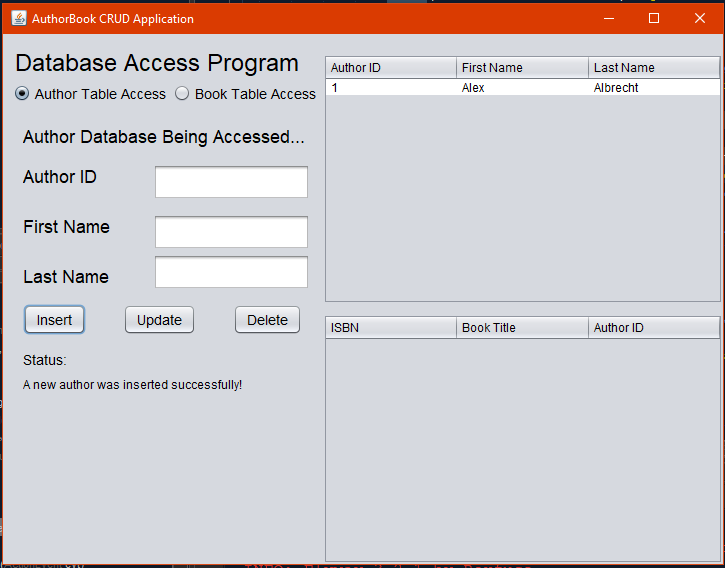 AuthorBook CRUD Application
Database Access Program
Author Table Access Book Table Access
Author Database Being Accessed...
Author ID
First Name
Last Name
Insert Update Delete
Status:
A new author was inserted successfully!
Author ID First Name Last Name
1 Alex Albrecht
ISBN Book Title Author ID